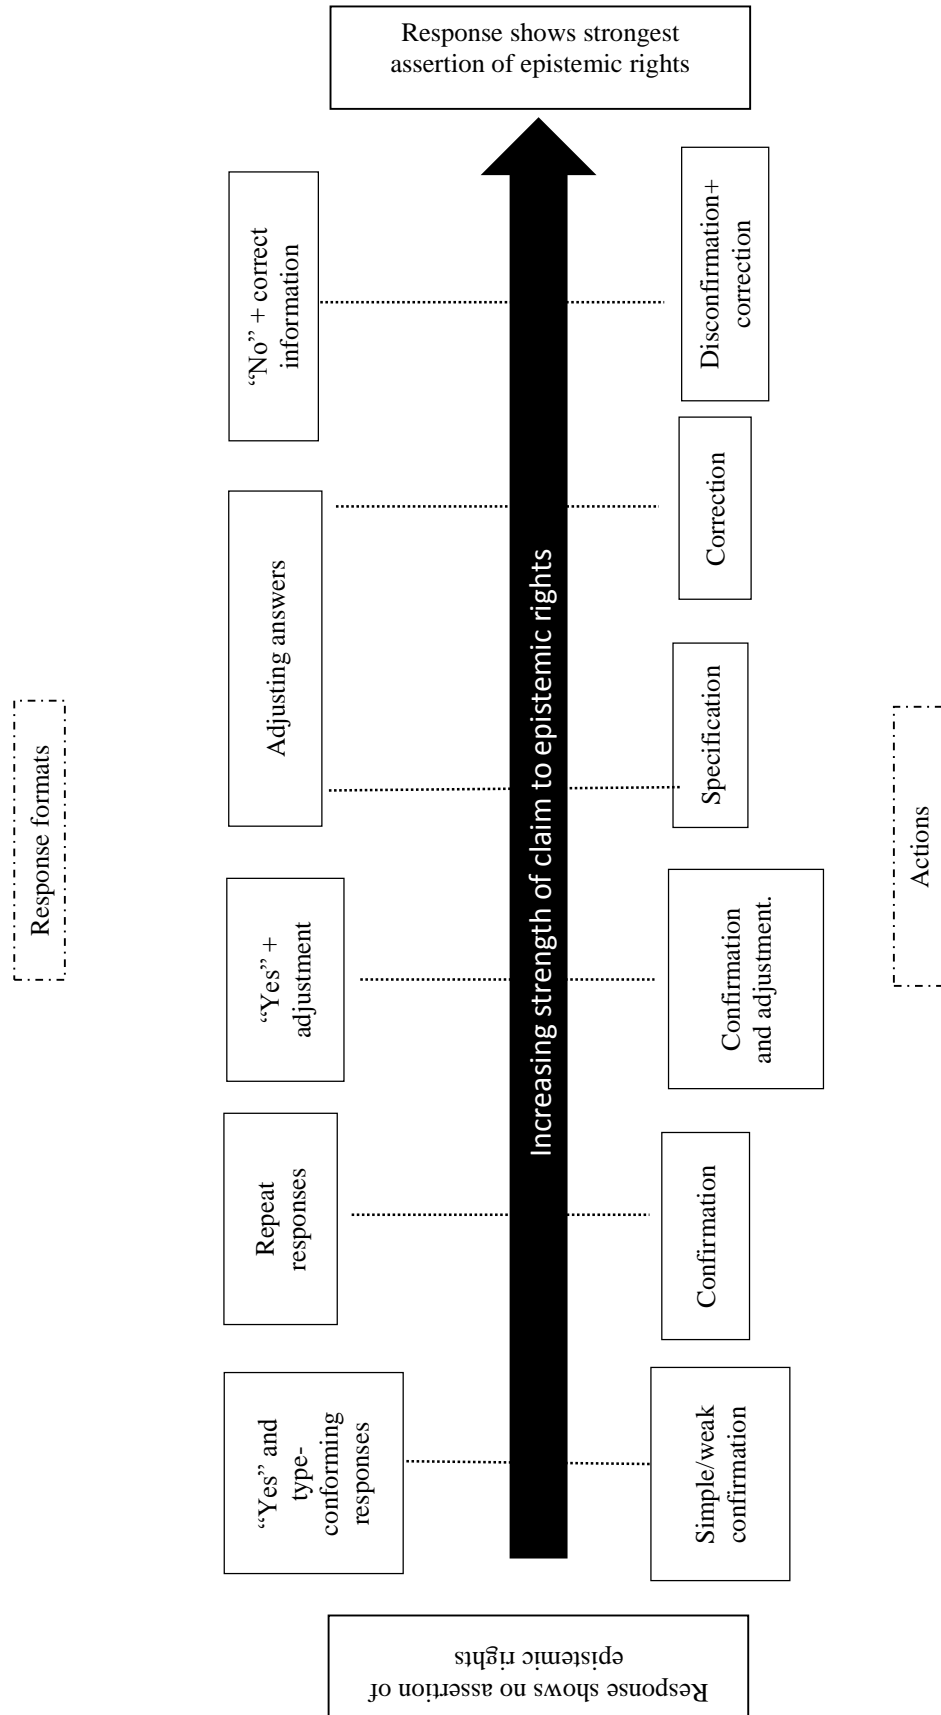 Response shows strongest
assertion of epistemic rights
Response formats
“Yes” and
type-
conforming
responses
Repeat
responses
“Yes” +
adjustment
Adjusting answers
“No” + correct
information
Increasing strength of claim to epistemic rights
Simple/weak
confirmation
Confirmation
Confirmation
and adjustment.
Specification
Correction
Disconfirmation+
correction
Actions
Response shows no assertion of
epistemic rights